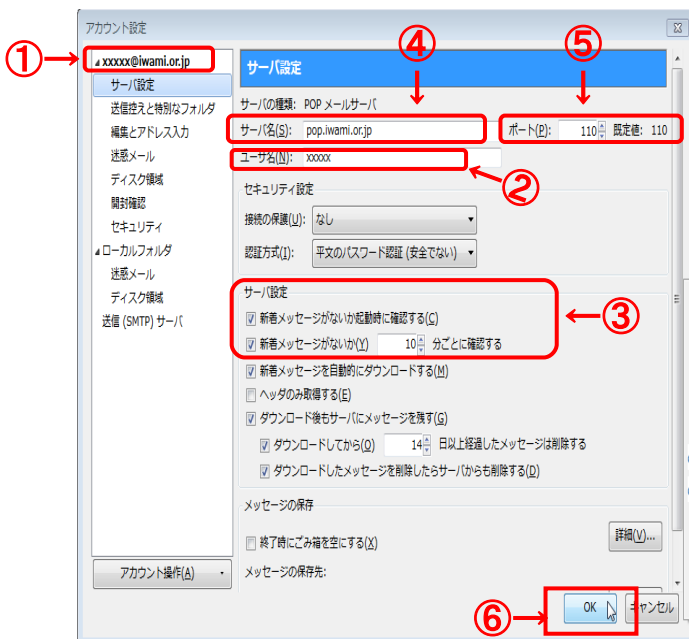 アカウント設定
①
xxxxx@iwami.or.jp
サーバ設定
送信控えと特別なフォルダ
編集とアドレス入力
迷惑メール
ディスク領域
開封確認
セキュリティ
ローカルフォルダ
迷惑メール
ディスク領域
送信 (SMTP) サーバ
アカウント操作(A)
サーバ設定
④
⑤
サーバの種類: POP メールサーバ
サーバ名(S): pop.iwami.or.jp ポート(P): 110 既定値: 110
ユーザ名(N): xxxxx
②
セキュリティ設定
接続の保護(U): なし
認証方式(I): 平文のパスワード認証 (安全でない)
サーバ設定
新着メッセージがないか起動時に確認する(C)
③
新着メッセージがないか(Y) 10 分ごとに確認する
新着メッセージを自動的にダウンロードする(M)
ヘッダのみ取得する(E)
ダウンロード後もサーバにメッセージを残す(G)
ダウンロードしてから(O) 14 日以上経過したメッセージは削除する
ダウンロードしたメッセージを削除したらサーバからも削除する(D)
メッセージの保存
詳細(V)...
終了時にごみ箱を空にする(X)
メッセージの保存先:
⑥
OK キャンセル